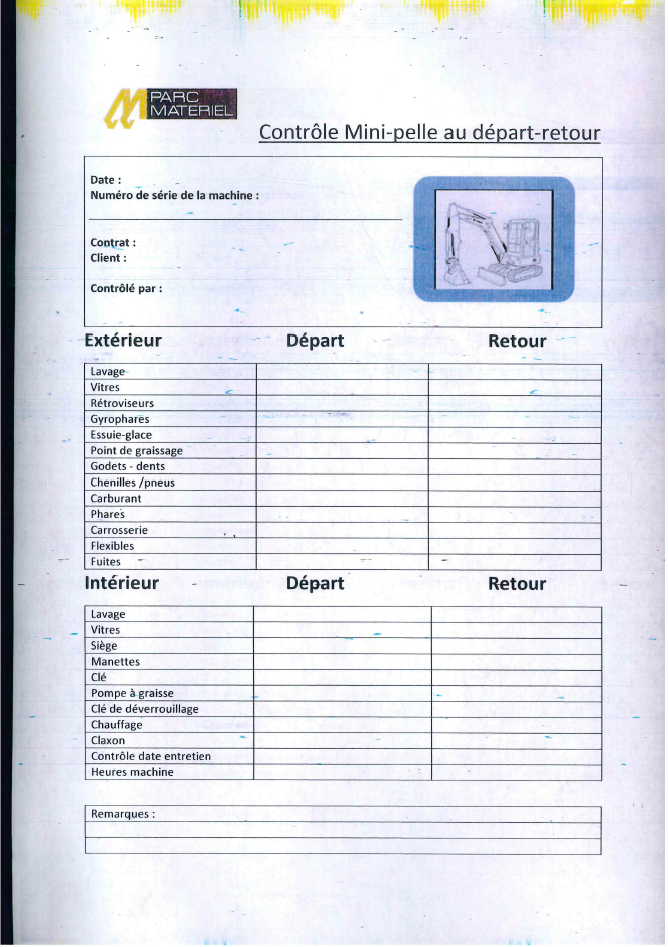 PARC
MATERIEL
Contrôle Mini-pelle au départ-retour
Date :
Numéro de série de la machine :
Contrat :
Client :
Contrôlé par :
Extérieur Départ Retour
Lavage
Vitres
Rétroviseurs
Gyrophares
Essuie-glace
Point de graissage
Godets - dents
Chenilles /pneus
Carburant
Phares
Carrosserie
Flexibles
Fuites
Intérieur Départ Retour
Lavage
Vitres
Siège
Manettes
Clé
Pompe à graisse
Clé de déverrouillage
Chauffage
Claxon
Contrôle date entretien
Heures machine
Remarques :